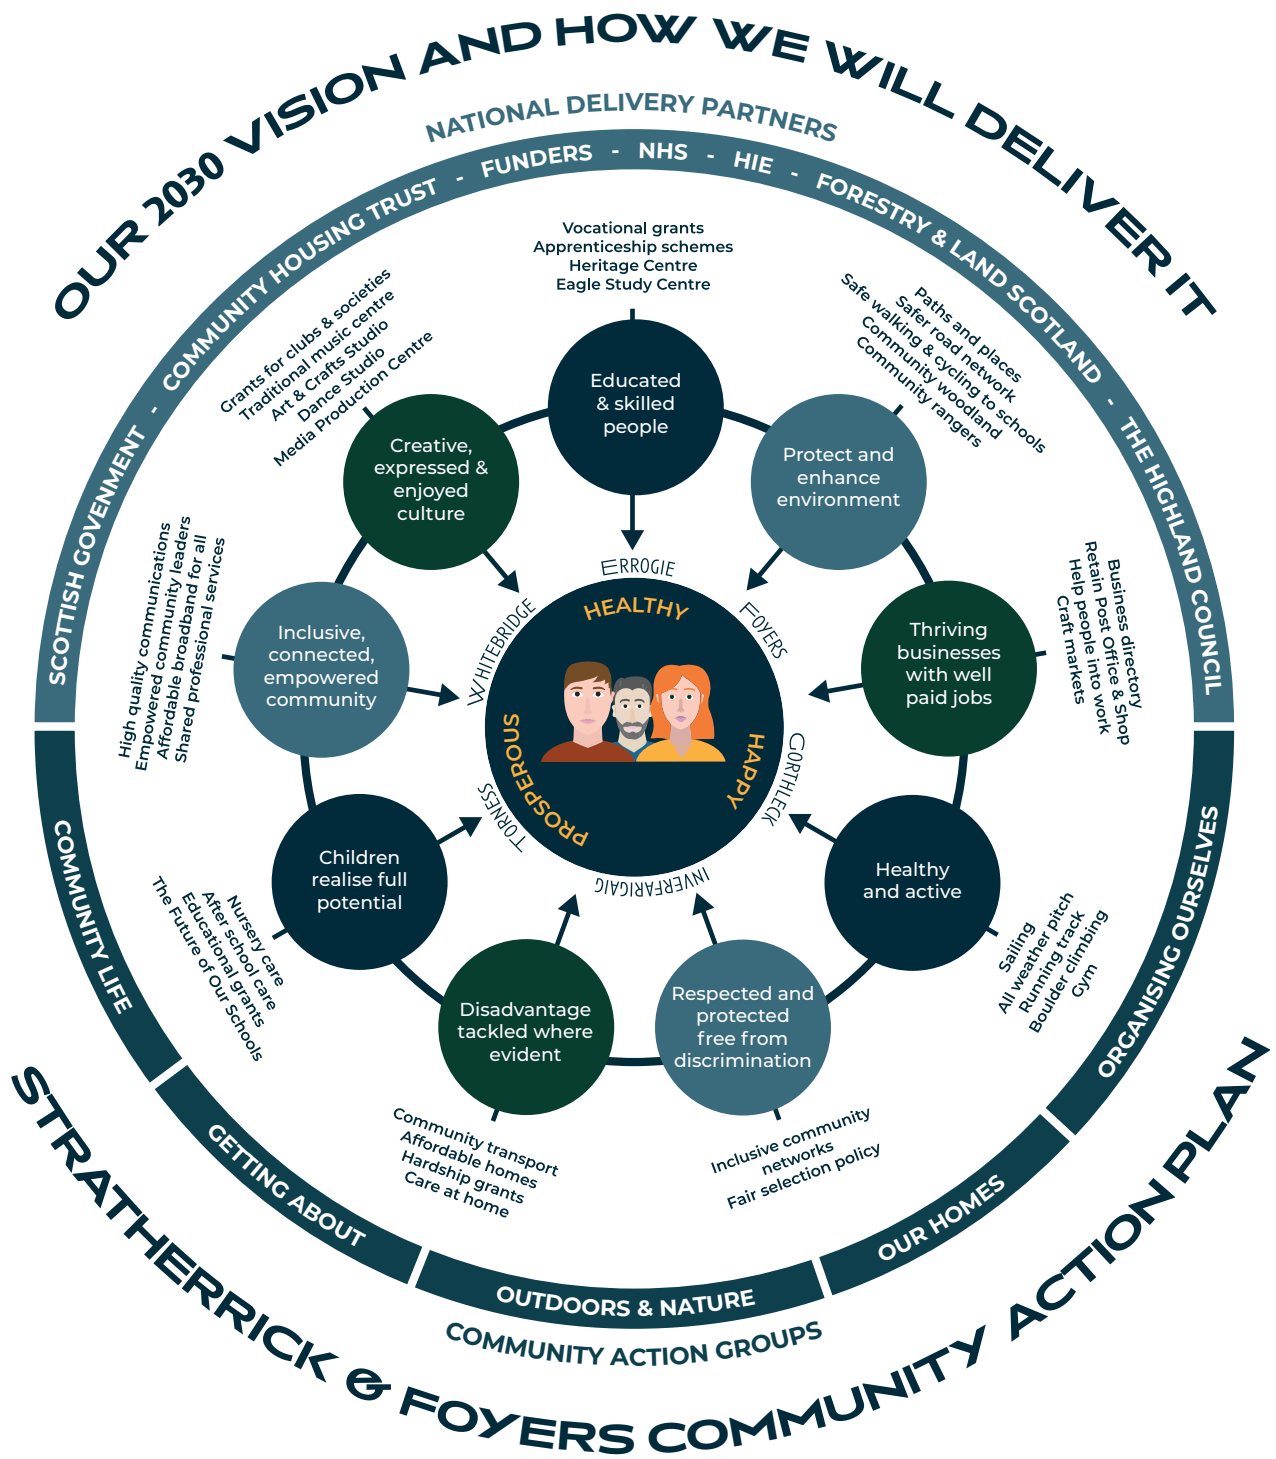 OUR 2030 VISION AND HOW WE WILL DELIVER IT
NATIONAL DELIVERY PARTNERS
SCOTTISH GOVENMENT - COMMUNITY HOUSING TRUST - FUNDERS - NHS - HIE - FORESTRY & LAND SCOTLAND - THE HIGHLAND COUNCIL
Vocational grants
Apprenticeship schemes
Heritage Centre
Eagle Study Centre
Educated
& skilled
people
Paths and places
Safer road network
Safe walking & cycling to schools
Community woodland
Community rangers
Protect and
enhance
environment
Business directory
Retain Post Office & Shop
Help people into work
Craft markets
Thriving
businesses
with well
paid jobs
Sailing
All weather pitch
Running track
Boulder climbing
Gym
Healthy
and active
Inclusive community
networks
Fair selection policy
Respected and
protected
free from
discrimination
Community transport
Affordable homes
Hardship grants
Care at home
Disadvantage
tackled where
evident
Nursery care
After school care
Educational grants
The Future of Our Schools
Children
realise full
potential
High quality communications
Empowered community leaders
Affordable broadband for all
Shared professional services
Inclusive,
connected,
empowered
community
Grants for clubs & societies
Traditional music centre
Art & Crafts Studio
Dance Studio
Media Production Centre
Creative,
expressed &
enjoyed
culture
ERROGIE
FOYERS
GORTHLECK
INVERFARIGAIG
TORNESS
WHITEBRIDGE
HEALTHY
HAPPY
PROSPEROUS
COMMUNITY LIFE
GETTING ABOUT
OUTDOORS & NATURE
OUR HOMES
ORGANISING OURSELVES
COMMUNITY ACTION GROUPS
STRATHERRICK & FOYERS COMMUNITY ACTION PLAN